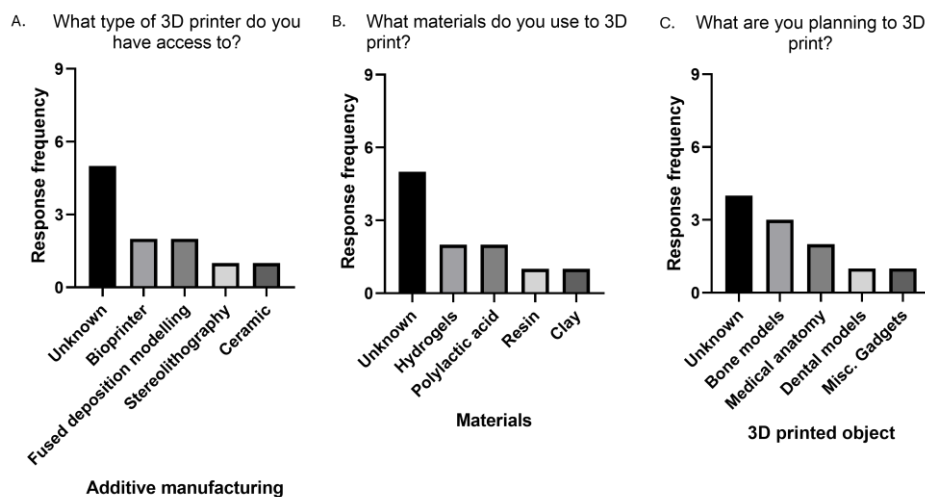 A. What type of 3D printer do you
have access to?
9
6
3
0
Response frequency
Unknown
Bioprinter
Fused deposition modelling
Stereolithography
Ceramic
Additive manufacturing
B. What materials do you use to 3D
print?
9
6
3
0
Response frequency
Unknown
Hydrogels
Polylactic acid
Resin
Clay
Materials
C. What are you planning to 3D
print?
9
6
3
0
Response frequency
Unknown
Bone models
Medical anatomy
Dental models
Misc. Gadgets
3D printed object